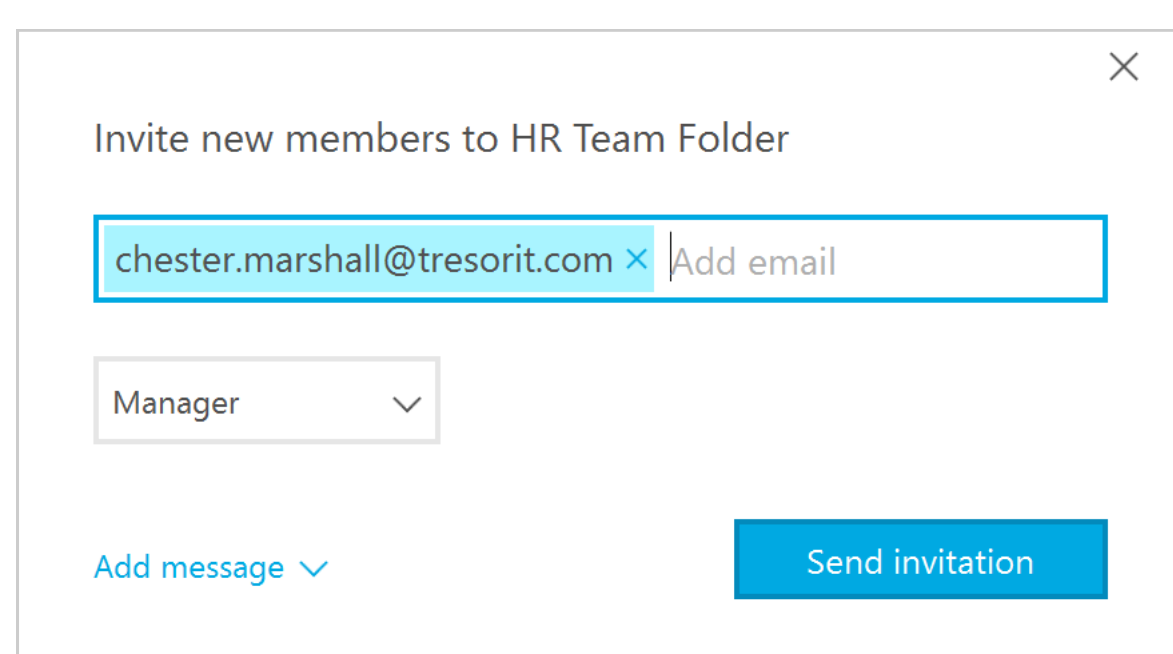 Invite new members to HR Team Folder
chester.marshall@tresorit.com Add email
Manager
Add message
Send invitation